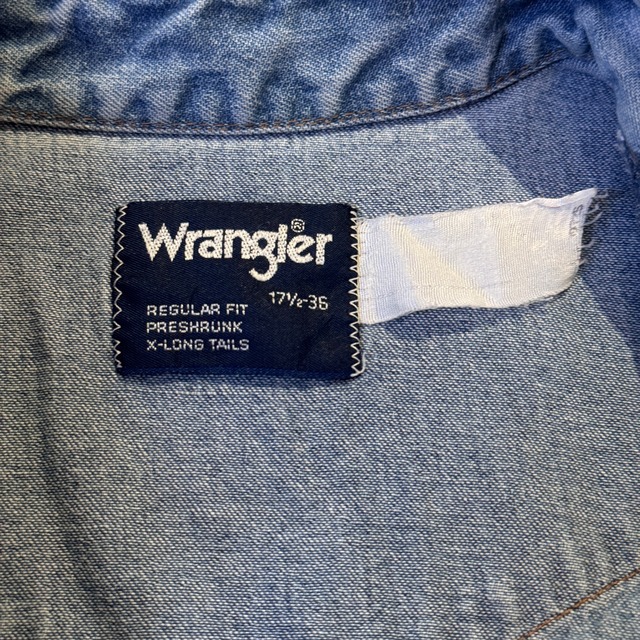 Wrangler®
17½-36
REGULAR FIT
PRESHRUNK
X-LONG TAILS